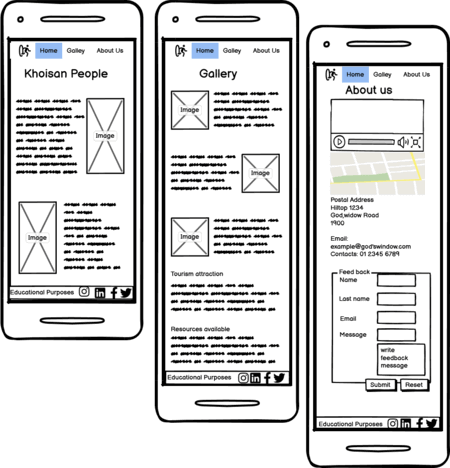 Home Galley About Us
Khoisan People
Image
Image
Educational Purposes
Home Galley About Us
Gallery
Image
Image
Image
Tourism attraction
Resources available
Educational Purposes
Home Galley About Us
About us
Postal Address
Hiltop 1234
God,widow Road
1900
Email:
example@god'swindow.com
Contacts: 01 2345 6789
Feed back
Name
Last name
Email
Message
write
feedback
message
Submit Reset
Educational Purposes